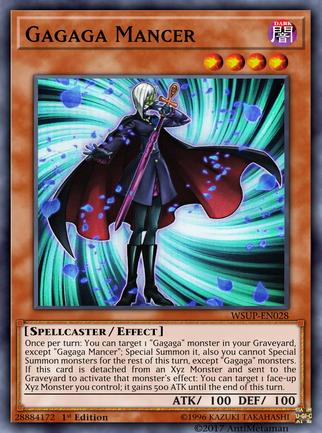 Gagaga Mancer
DARK
闇
WSUP-EN028
[Spellcaster / Effect]
Once per turn: You can target 1 "Gagaga" monster in your Graveyard,
except "Gagaga Mancer"; Special Summon it, also you cannot Special
Summon monsters for the rest of this turn, except "Gagaga" monsters.
If this card is detached from an Xyz Monster and sent to the
Graveyard to activate that monster's effect: You can target 1 face-up
Xyz Monster you control; it gains 500 ATK until the end of this turn.
ATK/ 100 DEF/ 100
28884172 1st Edition ©1996 KAZUKI TAKAHASHI
©2017 AntiMetaman